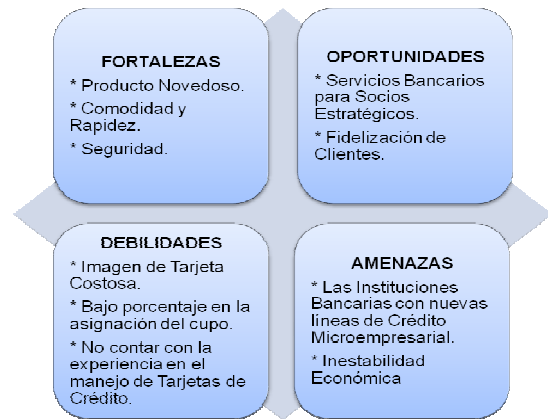 FORTALEZAS
* Producto Novedoso.
* Comodidad y
Rapidez.
* Seguridad.
OPORTUNIDADES
* Servicios Bancarios
para Socios
Estratégicos.
* Fidelización de
Clientes.
DEBILIDADES
* Imagen de Tarjeta
Costosa.
* Bajo porcentaje en la
asignación del cupo.
* No contar con la
experiencia en el
manejo de Tarjetas de
Crédito.
AMENAZAS
* Las Instituciones
Bancarias con nuevas
líneas de Crédito
Microempresarial.
* Inestabilidad
Económica